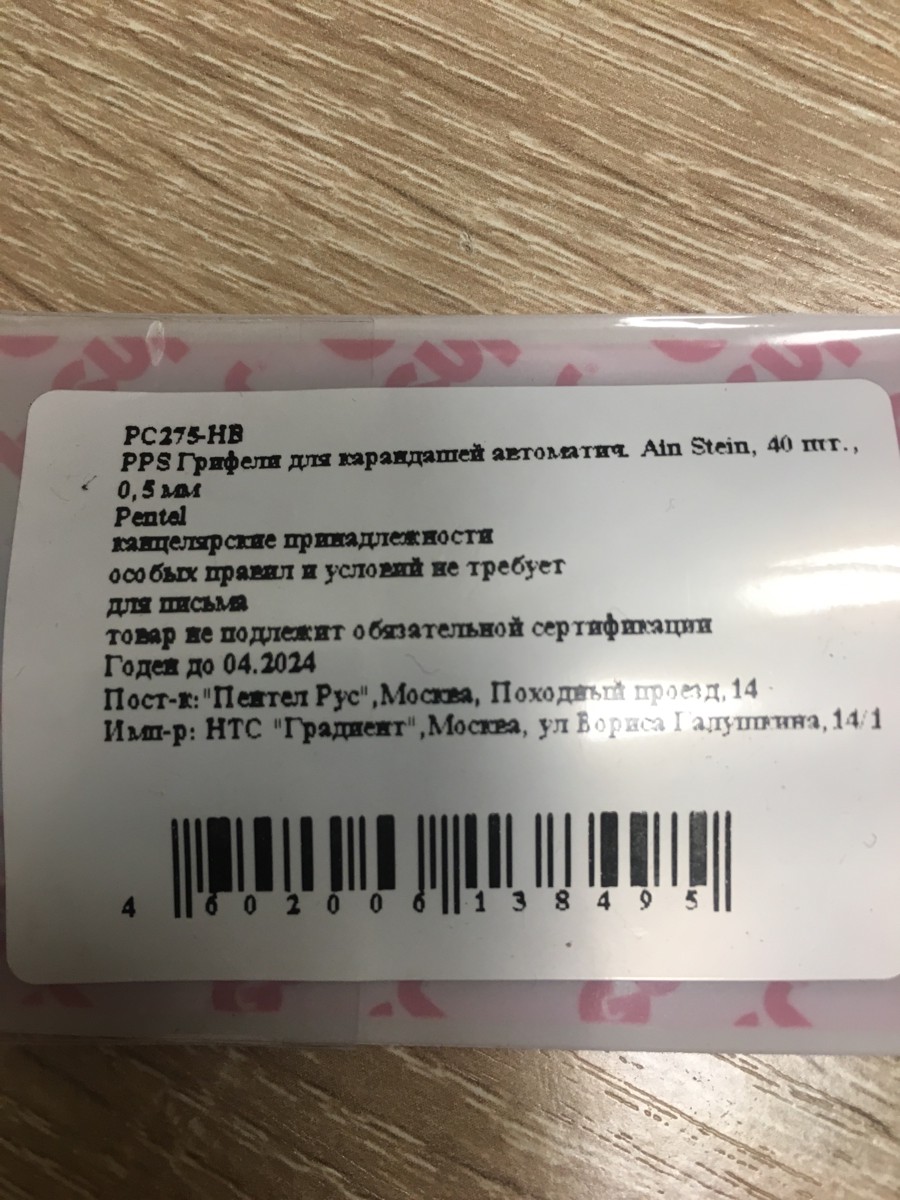 PC275-HB
PPS Грифели для карандашей автоматич. Ain Stein, 40 шт.,
0,5 мм
Pentel
канцелярские принадлежности
особых правил и условий не требует
для письма
товар не подлежит обязательной сертификации
Годен до 04.2024
Пост-к:"Пентел Рус",Москва, Походный проезд,14
Имп-р: НТС "Градиент",Москва, ул Бориса Галушкина,14/1
4 602006 138495